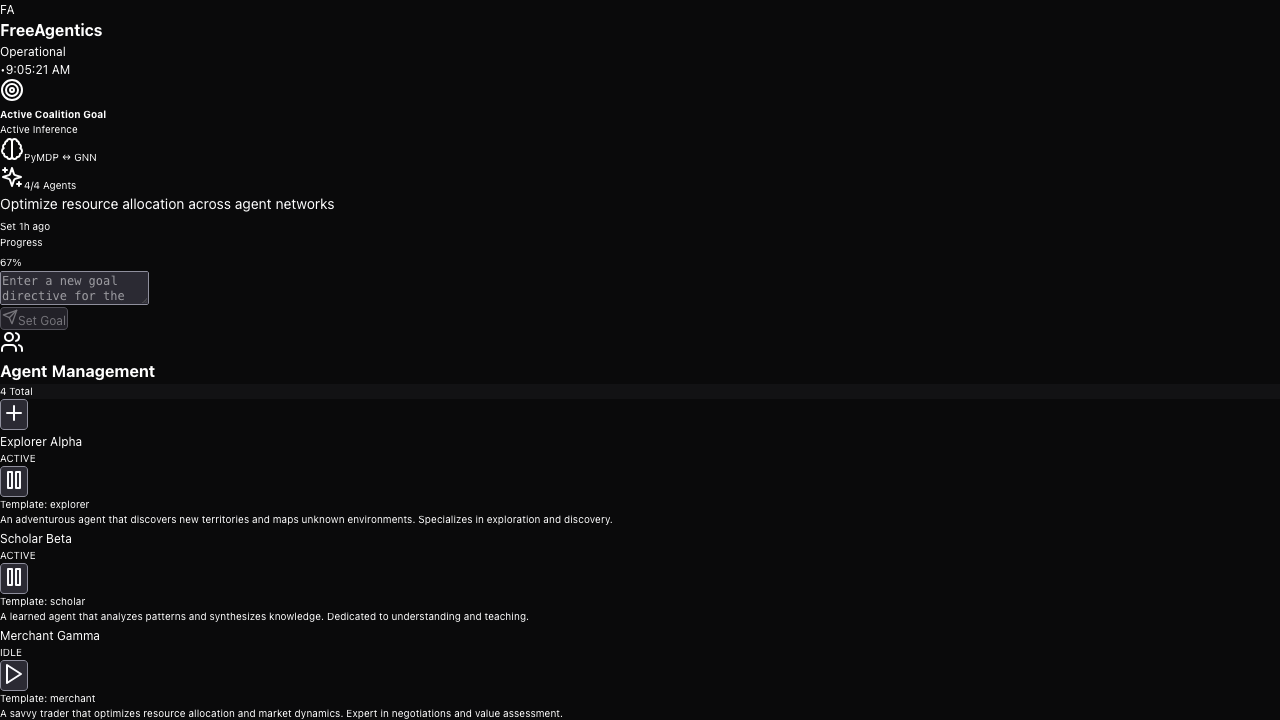 FA
FreeAgentics
Operational
•9:05:21 AM
Active Coalition Goal
Active Inference
PyMDP ↔ GNN
4/4 Agents
Optimize resource allocation across agent networks
Set 1h ago
Progress
67%
Enter a new goal
directive for the
Set Goal
Agent Management
4 Total
Explorer Alpha
ACTIVE
Template: explorer
An adventurous agent that discovers new territories and maps unknown environments. Specializes in exploration and discovery.
Scholar Beta
ACTIVE
Template: scholar
A learned agent that analyzes patterns and synthesizes knowledge. Dedicated to understanding and teaching.
Merchant Gamma
IDLE
Template: merchant
A savvy trader that optimizes resource allocation and market dynamics. Expert in negotiations and value assessment.